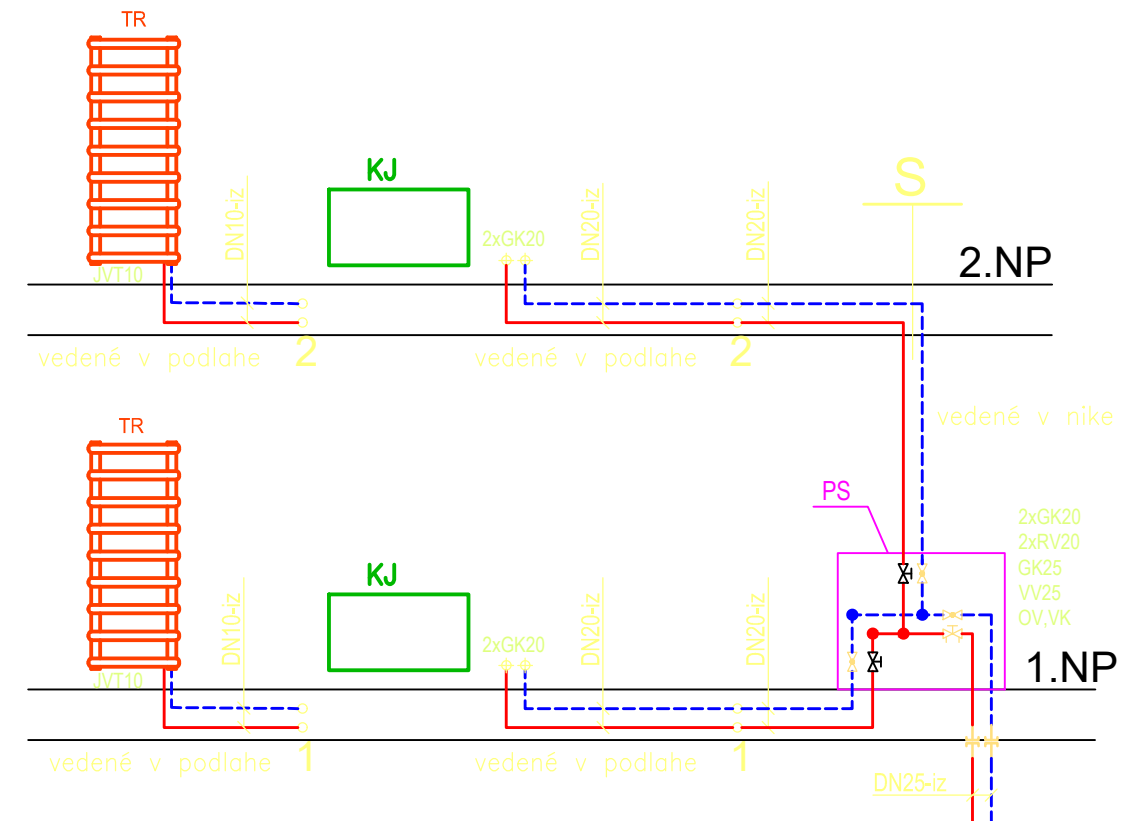 TR
KJ
S
DN10-iz
DN20-iz
DN20-iz
2xGK20
2.NP
JVT10
vedené v podlahe 2
vedené v podlahe 2
vedené v nike
TR
PS
2xGK20
2xRV20
GK25
VV25
OV,VK
KJ
DN10-iz
DN20-iz
DN20-iz
2xGK20
1.NP
JVT10
vedené v podlahe 1
vedené v podlahe 1
DN25-iz